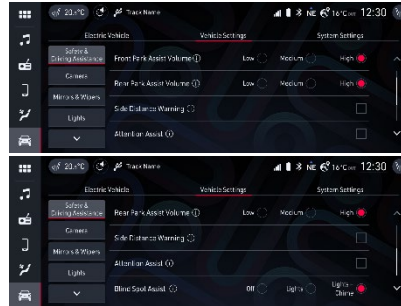 20.5°C Track Name NE 16°C 12:30
Electric Vehicle Vehicle Settings System Settings
Safety & Driving Assistance
Camera
Mirrors & Wipers
Lights
Front Park Assist Volume Low Medium High
Rear Park Assist Volume Low Medium High
Side Distance Warning
Attention Assist
Track Name NE 16°C 12:30
Electric Vehicle Vehicle Settings System Settings
Safety & Driving Assistance
Camera
Mirrors & Wipers
Lights
Rear Park Assist Volume Low Medium High
Side Distance Warning
Attention Assist
Blind Spot Assist Off Lights Lights + Chime